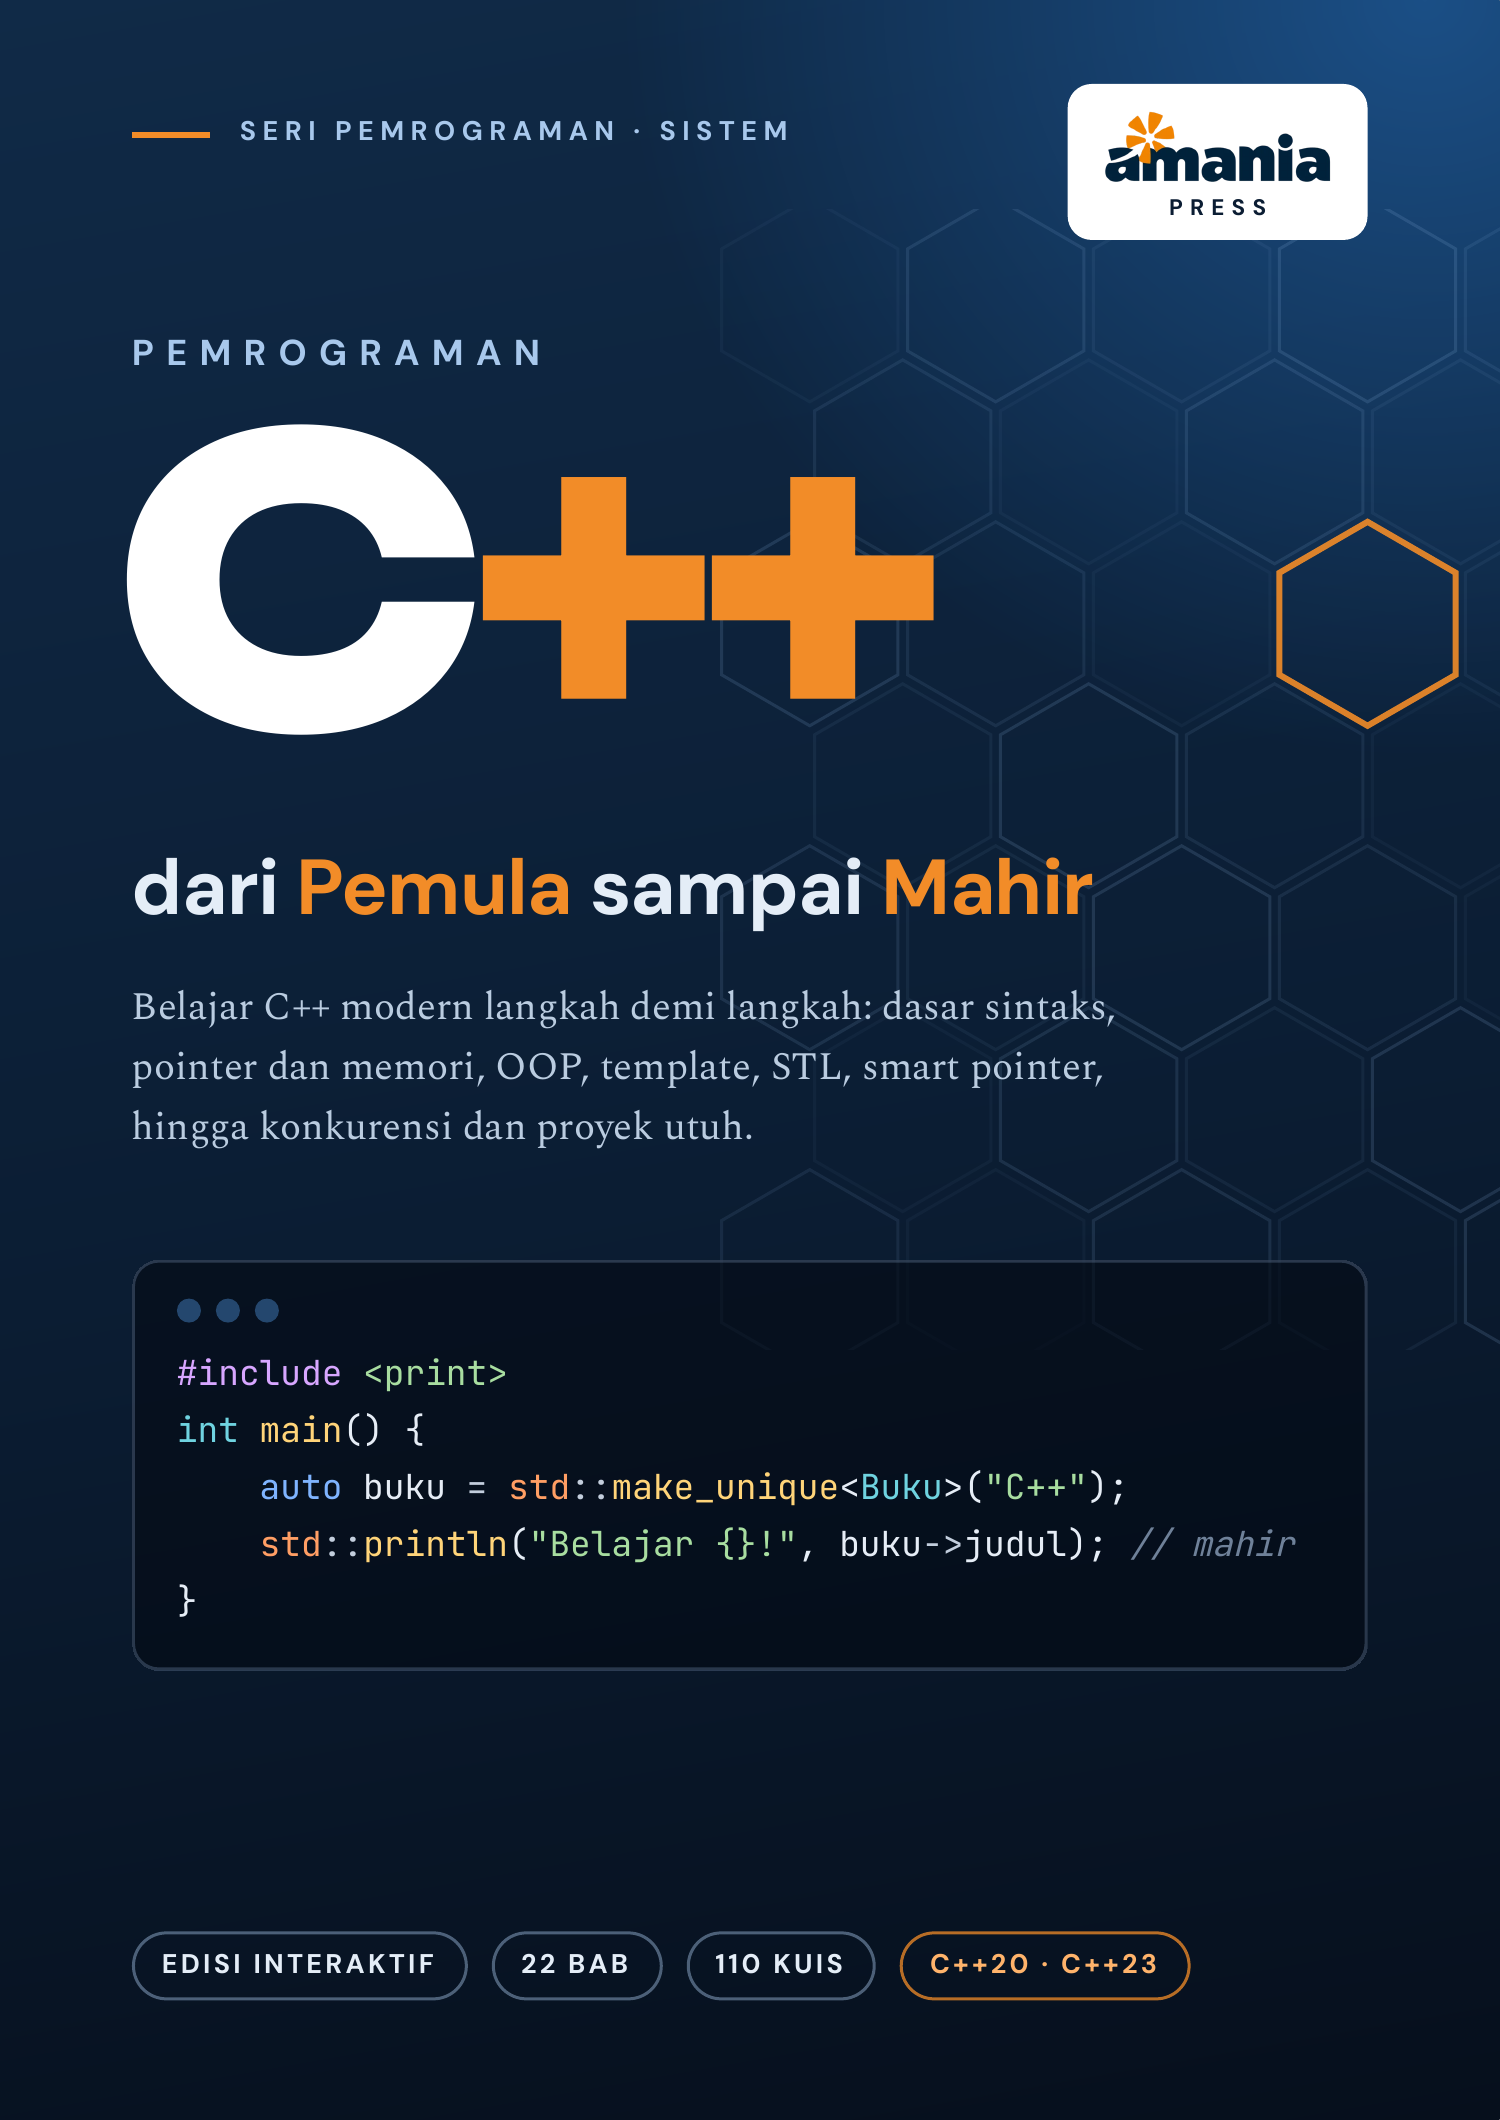 SERI PEMROGRAMAN · SISTEM
amania
PRESS
PEMROGRAMAN
C++
dari Pemula sampai Mahir
Belajar C++ modern langkah demi langkah: dasar sintaks,
pointer dan memori, OOP, template, STL, smart pointer,
hingga konkurensi dan proyek utuh.
#include <print>
int main() {
    auto buku = std::make_unique<Buku>("C++");
    std::println("Belajar {}!", buku->judul); // mahir
}
EDISI INTERAKTIF
22 BAB
110 KUIS
C++20 · C++23